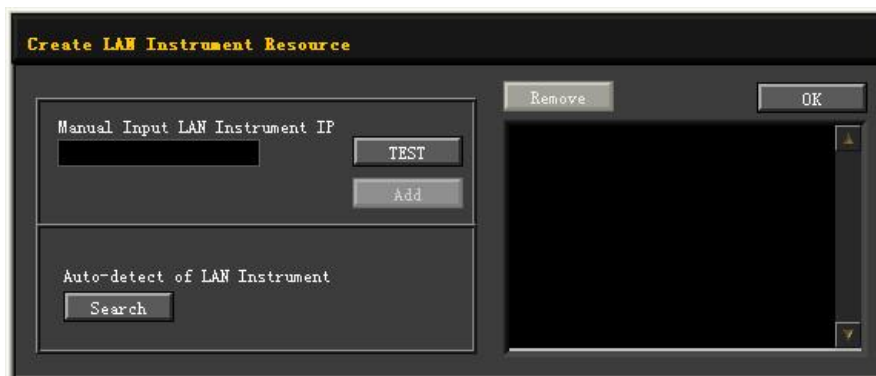 Create LAN Instrument Resource
Remove
OK
Manual Input LAN Instrument IP
TEST
Add
Auto-detect of LAN Instrument
Search